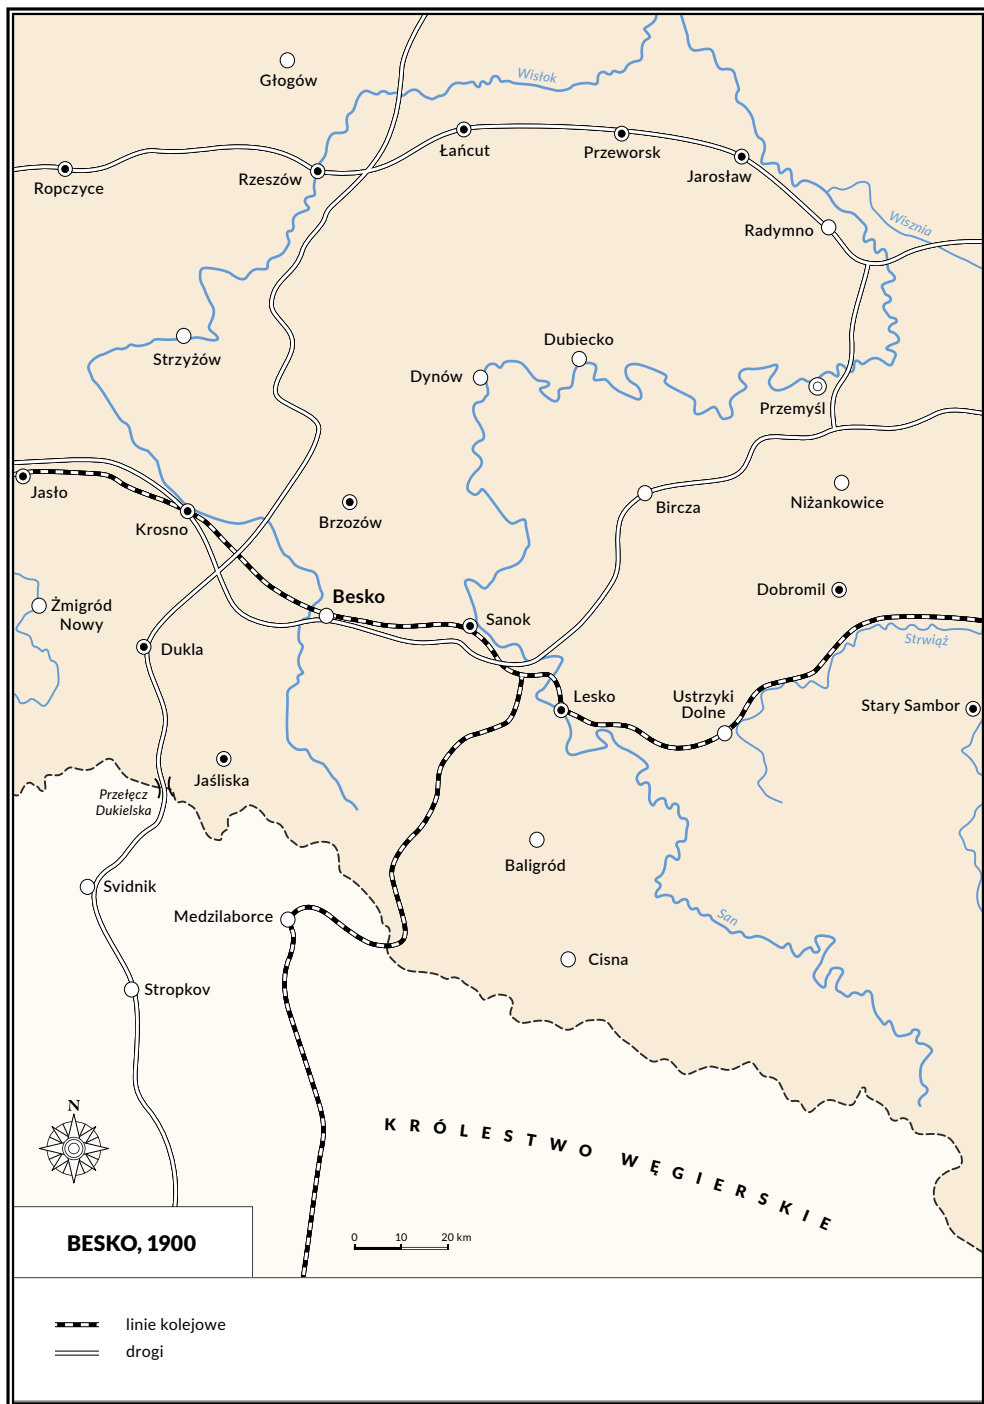 Głogów
Wisłok
Łańcut
Przeworsk
Jarosław
Ropczyce
Rzeszów
Wisznia
Radymno
Strzyżów
Dubiecko
Dynów
Przemyśl
Jasło
Krosno
Brzozów
Bircza
Niżankowice
Dobromil
Besko
Żmigród
Nowy
Sanok
Strwiąż
Dukla
Lesko
Ustrzyki
Dolne
Stary Sambor
Jaśliska
Przełęcz
Dukielska
Baligród
Svidnik
Medzilaborce
San
Cisna
Stropkov
N
KRÓLESTWO WĘGIERSKIE
BESKO, 1900
0 10 20 km
linie kolejowe
drogi